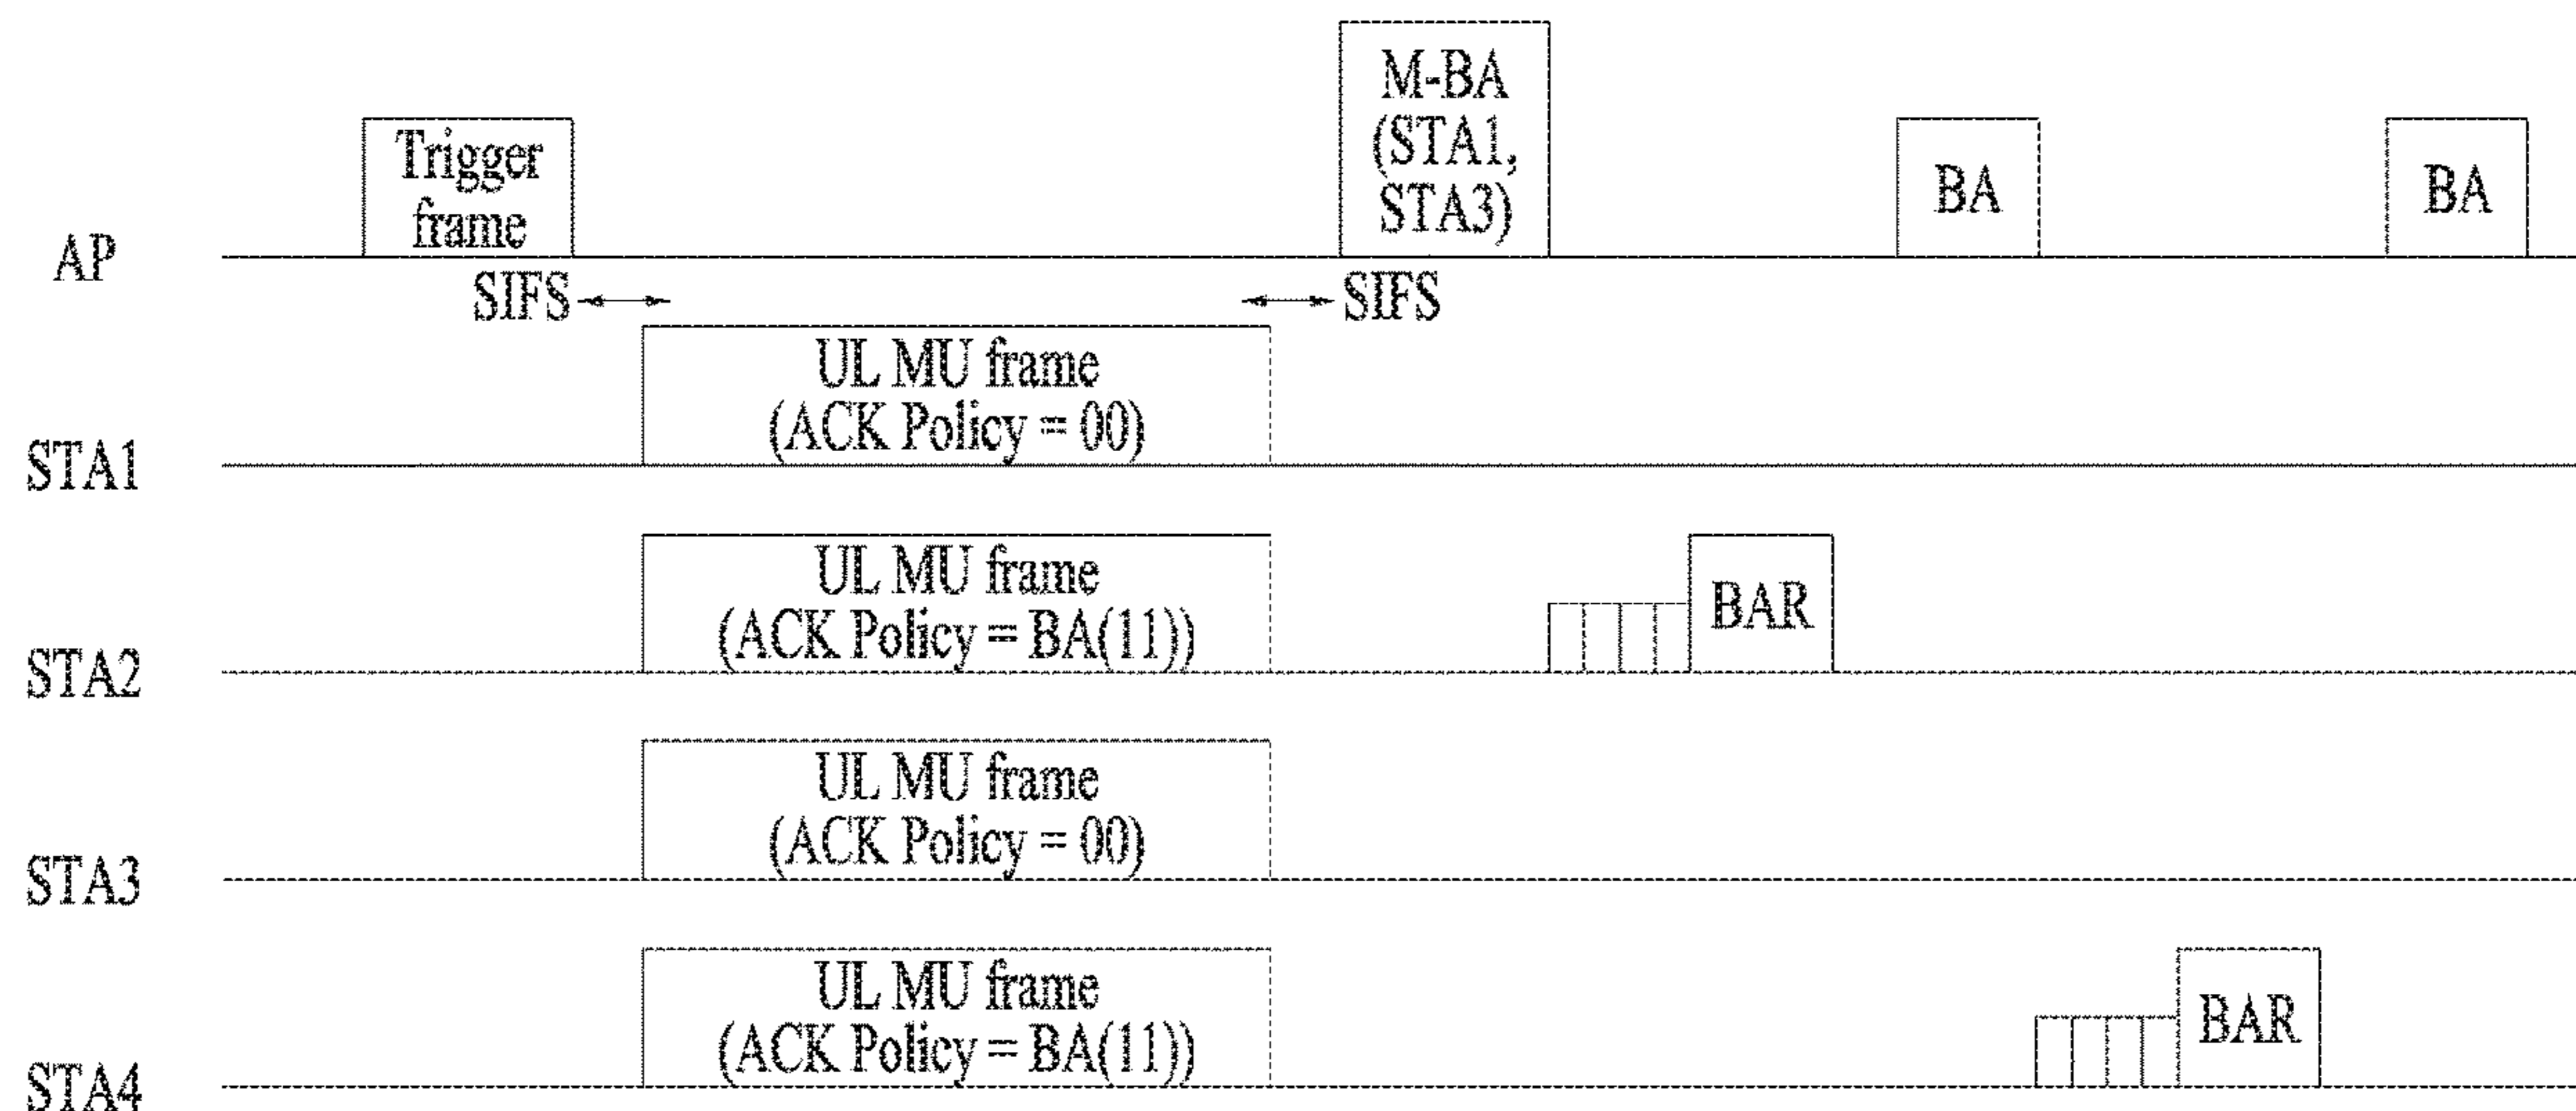 M-BA
(STA1,
STA3)
Trigger
frame
BA
BA
AP
SIFS
SIFS
UL MU frame
(ACK Policy = 00)
STA1
UL MU frame
(ACK Policy = BA(11))
BAR
STA2
UL MU frame
(ACK Policy = 00)
STA3
UL MU frame
(ACK Policy = BA(11))
BAR
STA4